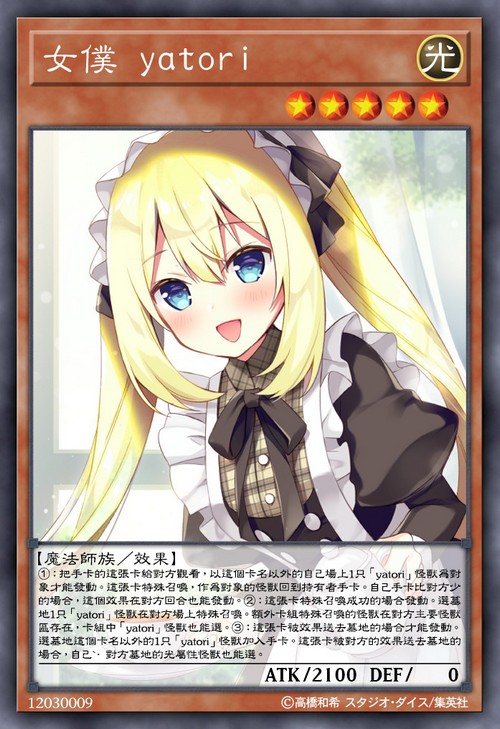 女僕 yatori
光
【魔法師族／效果】
①：把手卡的這張卡給對方觀看，以這個卡名以外的自己場上1只「yatori」怪獸為對
象才能發動。這張卡特殊召喚，作為對象的怪獸回到持有者手卡。自己手卡比對方少
的場合，這個效果在對方回合也能發動。②：這張卡特殊召喚成功的場合發動。選墓
地1只「yatori」怪獸在對方場上特殊召喚。額外卡組特殊召喚的怪獸在對方主要怪獸
區存在，卡組中「yatori」怪獸也能選。③：這張卡被效果送去墓地的場合才能發動。
選墓地這個卡名以外的1只「yatori」怪獸加入手卡。這張卡被對方的效果送去墓地的
場合，自己、對方墓地的光屬性怪獸也能選。
ATK/2100 DEF/ 0
12030009 ©高橋和希 スタジオ・ダイス/集英社